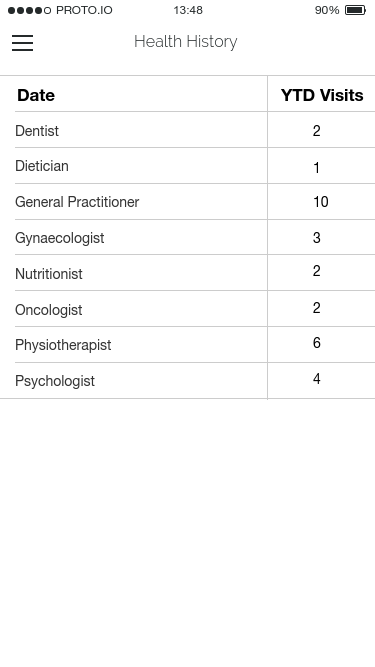 PROTO.IO 13:48 90%
Health History
Date YTD Visits
Dentist 2
Dietician 1
General Practitioner 10
Gynaecologist 3
Nutritionist 2
Oncologist 2
Physiotherapist 6
Psychologist 4